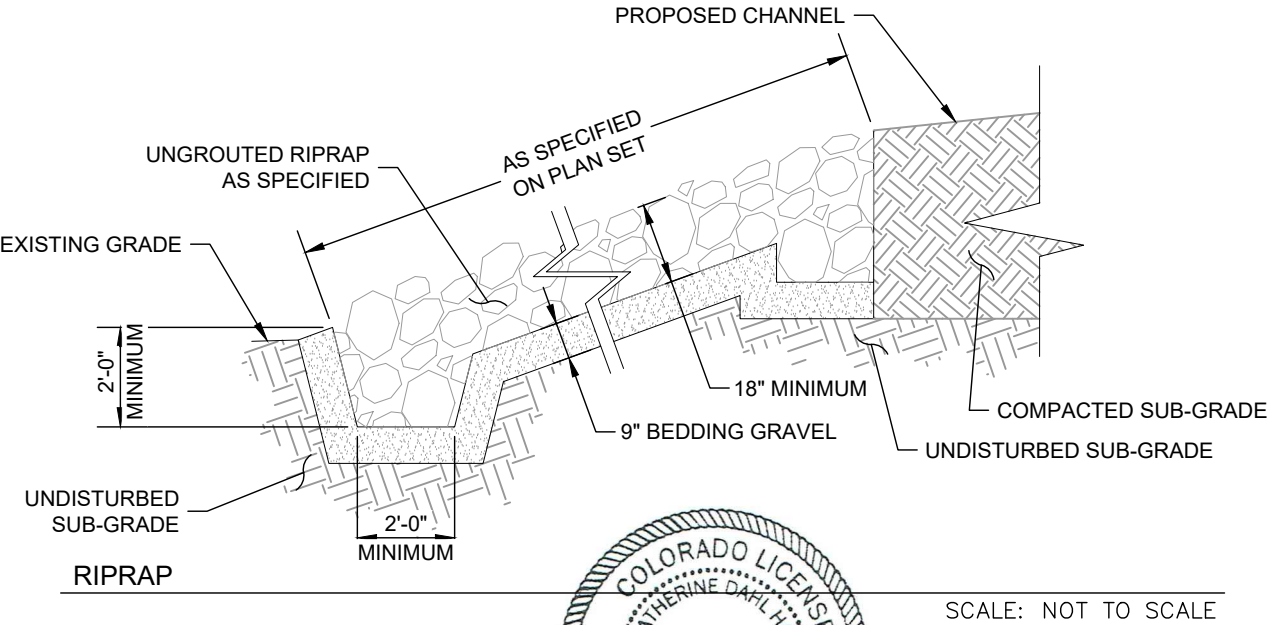 PROPOSED CHANNEL
AS SPECIFIED
ON PLAN SET
UNGROUTED RIPRAP
AS SPECIFIED
EXISTING GRADE
2'-0"
MINIMUM
18" MINIMUM
9" BEDDING GRAVEL
COMPACTED SUB-GRADE
UNDISTURBED SUB-GRADE
UNDISTURBED
SUB-GRADE
2'-0"
MINIMUM
RIPRAP
SCALE: NOT TO SCALE
COLORADO
DAHL